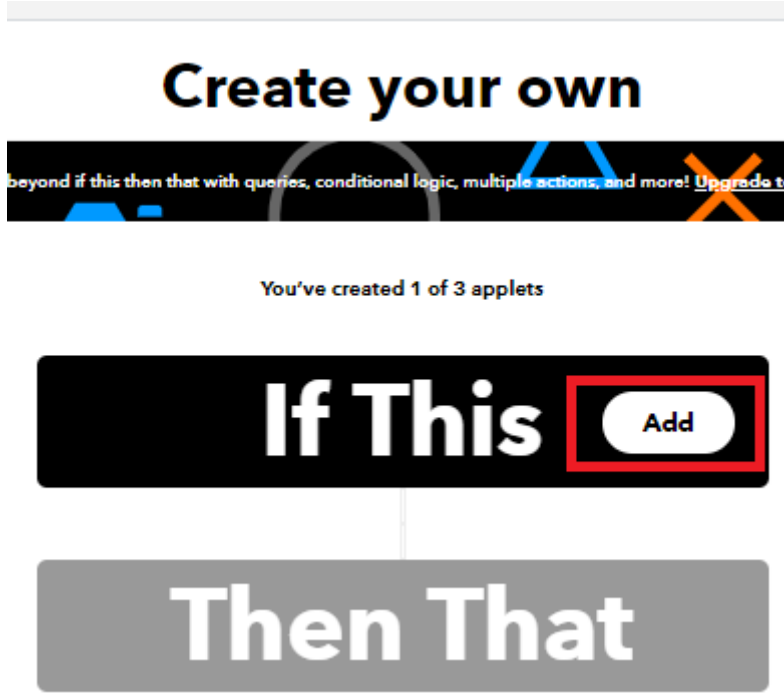 Create your own
beyond if this then that with queries, conditional logic, multiple actions, and more! Upgrade
You've created 1 of 3 applets
If This
Add
Then That